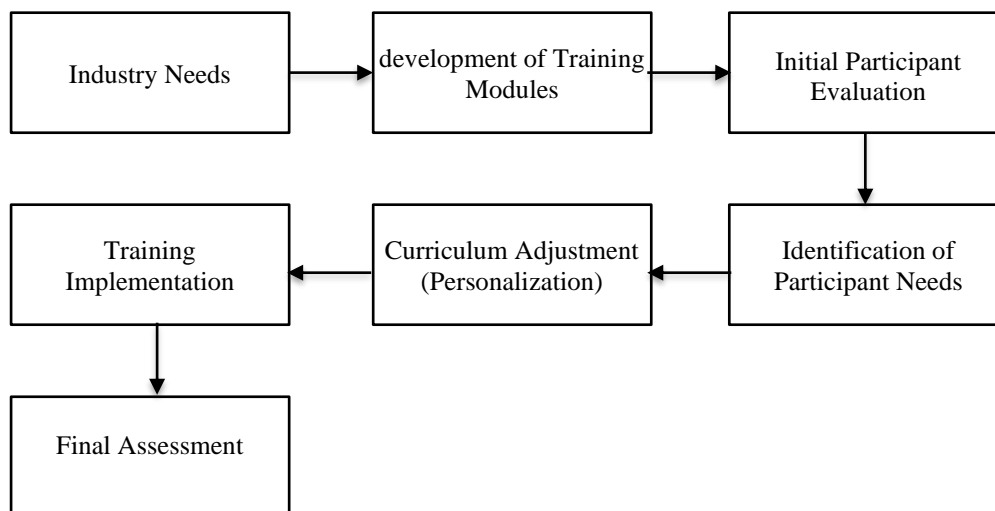 Industry Needs
development of Training
Modules
Initial Participant
Evaluation
Training
Implementation
Curriculum Adjustment
(Personalization)
Identification of
Participant Needs
Final Assessment